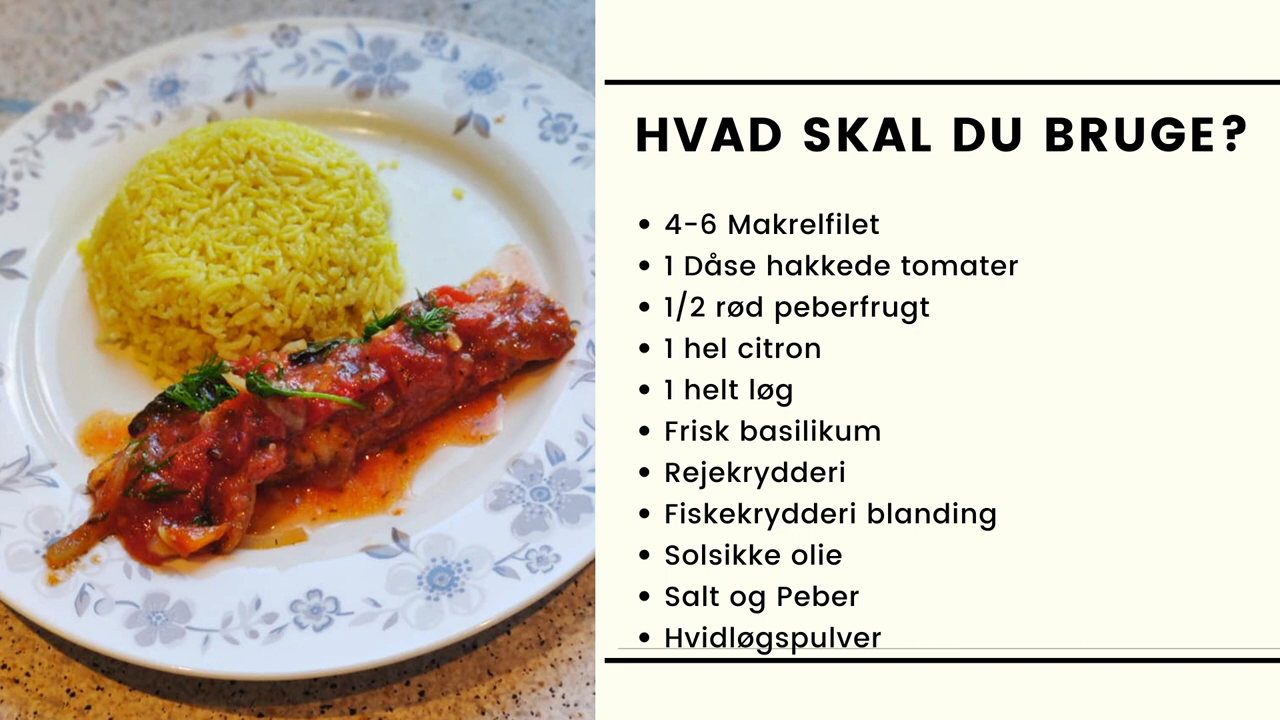 HVAD SKAL DU BRUGE?
• 4-6 Makrelfilet
• 1 Dåse hakkede tomater
• 1/2 rød peberfrugt
• 1 hel citron
• 1 helt løg
• Frisk basilikum
• Rejekrydderi
• Fiskekrydderi blanding
• Solsikke olie
• Salt og Peber
• Hvidløgspulver